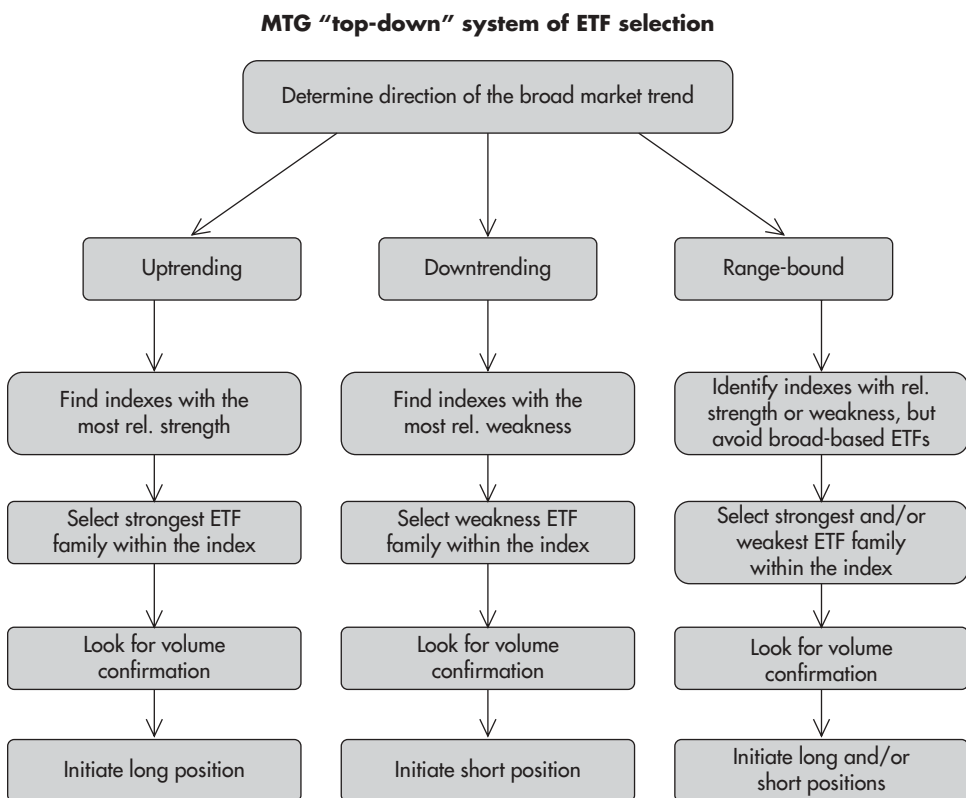 MTG “top-down” system of ETF selection
Determine direction of the broad market trend
Uptrending
Downtrending
Range-bound
Find indexes with the
most rel. strength
Find indexes with the
most rel. weakness
Identify indexes with rel.
strength or weakness, but
avoid broad-based ETFs
Select strongest ETF
family within the index
Select weakness ETF
family within the index
Select strongest and/or
weakest ETF family
within the index
Look for volume
confirmation
Look for volume
confirmation
Look for volume
confirmation
Initiate long position
Initiate short position
Initiate long and/or
short positions